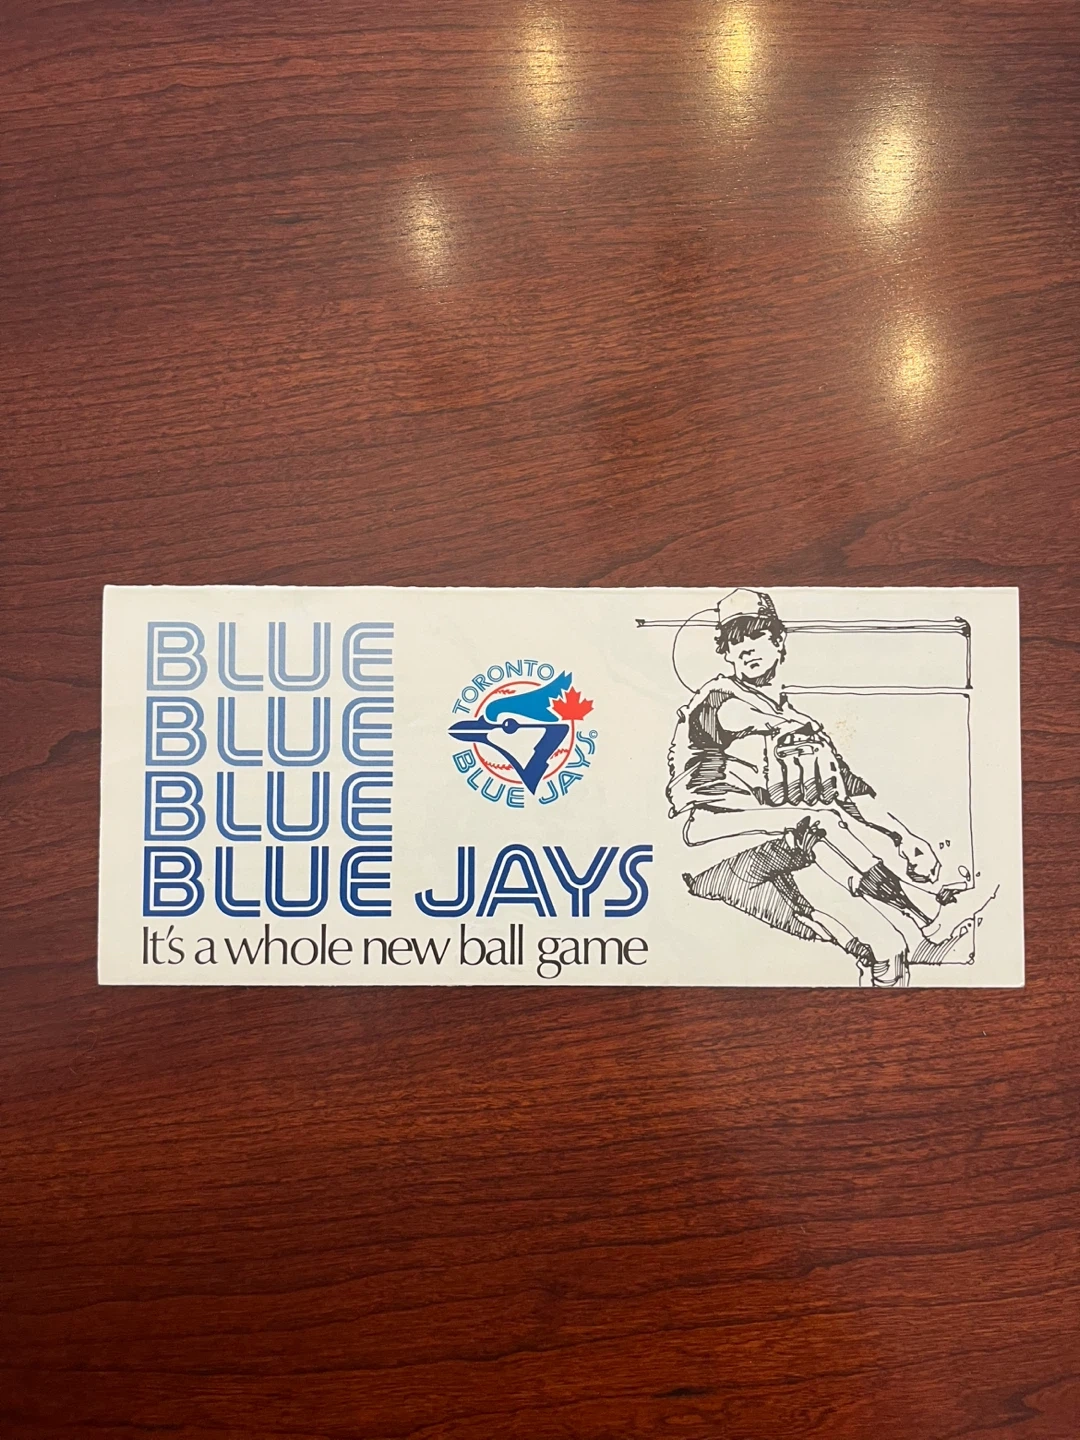 BLUE
BLUE
BLUE
BLUE JAYS
It's a whole new ball game
TORONTO
BLUE JAYS©